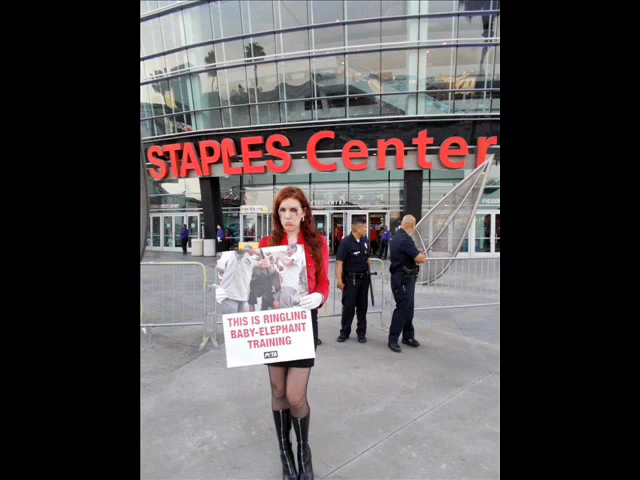 STAPLES Center
THIS IS RINGLING
BABY-ELEPHANT
TRAINING
PeTA